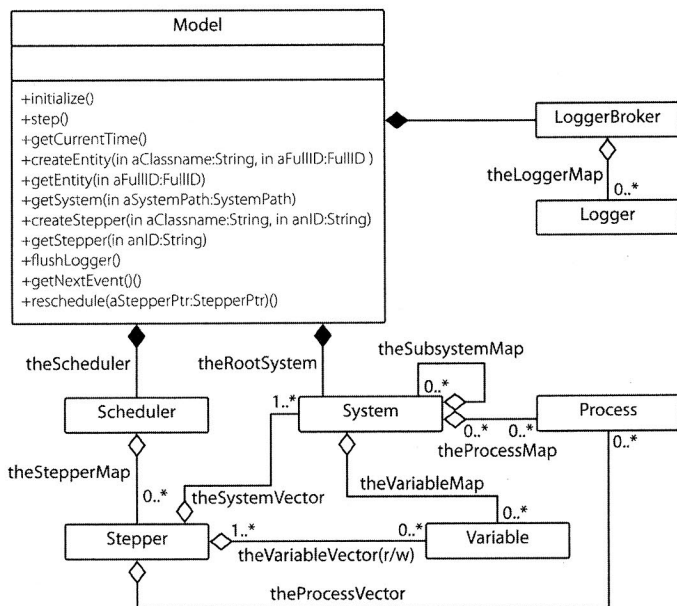 Model
+initialize()
+step()
+getCurrentTime()
+createEntity(in aClassname:String, in aFullID:FullID )
+getEntity(in aFullID:FullID)
+getSystem(in aSystemPath:SystemPath)
+createStepper(in aClassname:String, in anID:String)
+getStepper(in anID:String)
+flushLogger()
+getNextEvent()()
+reschedule(aStepperPtr:StepperPtr)()
LoggerBroker
theLoggerMap
0..*
Logger
theScheduler
theRootSystem
theSubsystemMap
0..*
Scheduler
1..*
System
Process
0..*
0..*
0..*
theProcessMap
theStepperMap
0..*
theSystemVector
theVariableMap
0..*
Stepper
1..*
0..*
Variable
theVariableVector(r/w)
theProcessVector